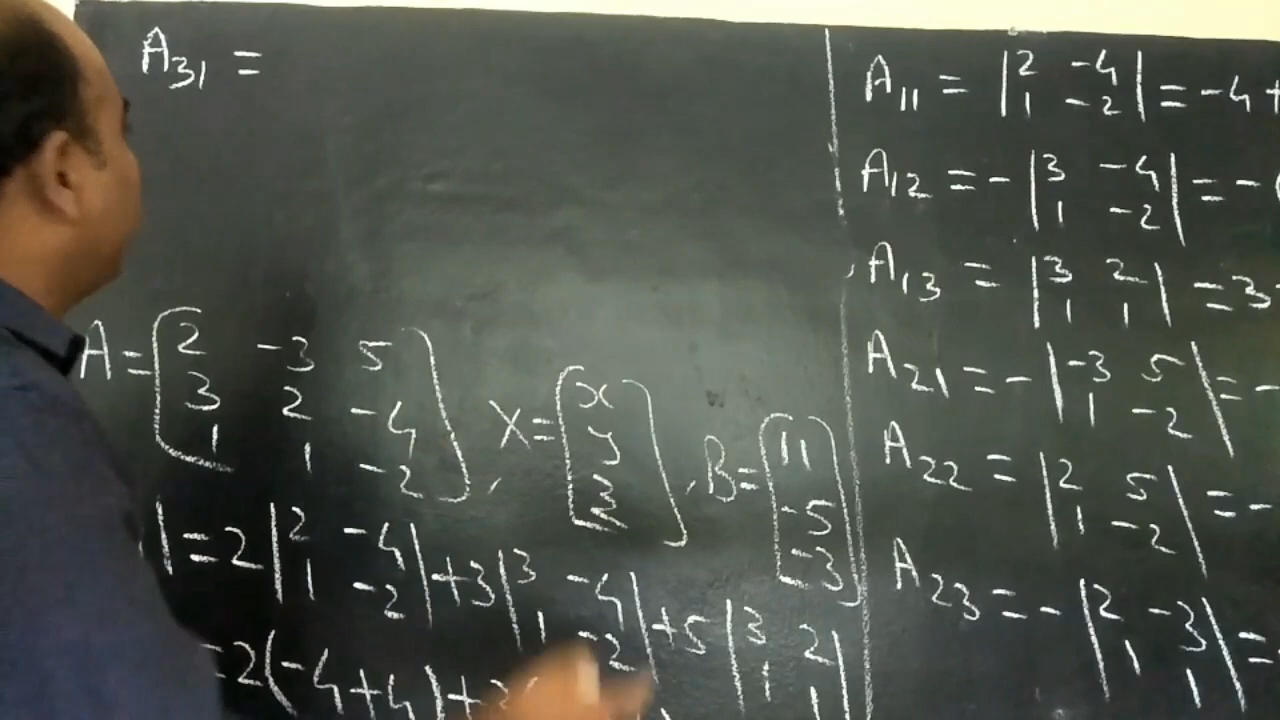 A31 =
A = [2 -3 5
3 2 -4
1 1 -2], X = [x
y
z], B = [11
-5
-3]
| = 2 |2 -4
1 -2| + 3 |3 -4
1 -2| + 5 |3 2
1 1|
= 2(-4+4)+
A11 = |2 -4
1 -2| = -4+
A12 = - |3 -4
1 -2| = -
A13 = |3 2
1 1| = 3-
A21 = - |-3 5
1 -2| = -
A22 = |2 5
1 -2| = -
A23 = - |2 -3
1 1| =